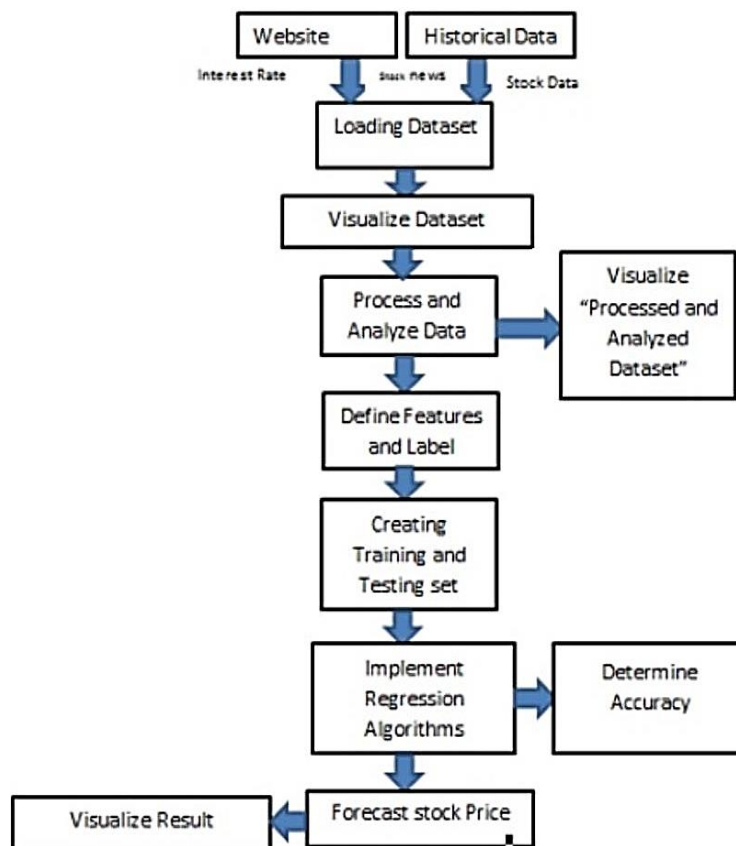 Website
Historical Data
Interest Rate
Stock news
Stock Data
Loading Dataset
Visualize Dataset
Process and
Analyze Data
Visualize
“Processed and
Analyzed
Dataset”
Define Features
and Label
Creating
Training and
Testing set
Implement
Regression
Algorithms
Determine
Accuracy
Forecast stock Price
Visualize Result